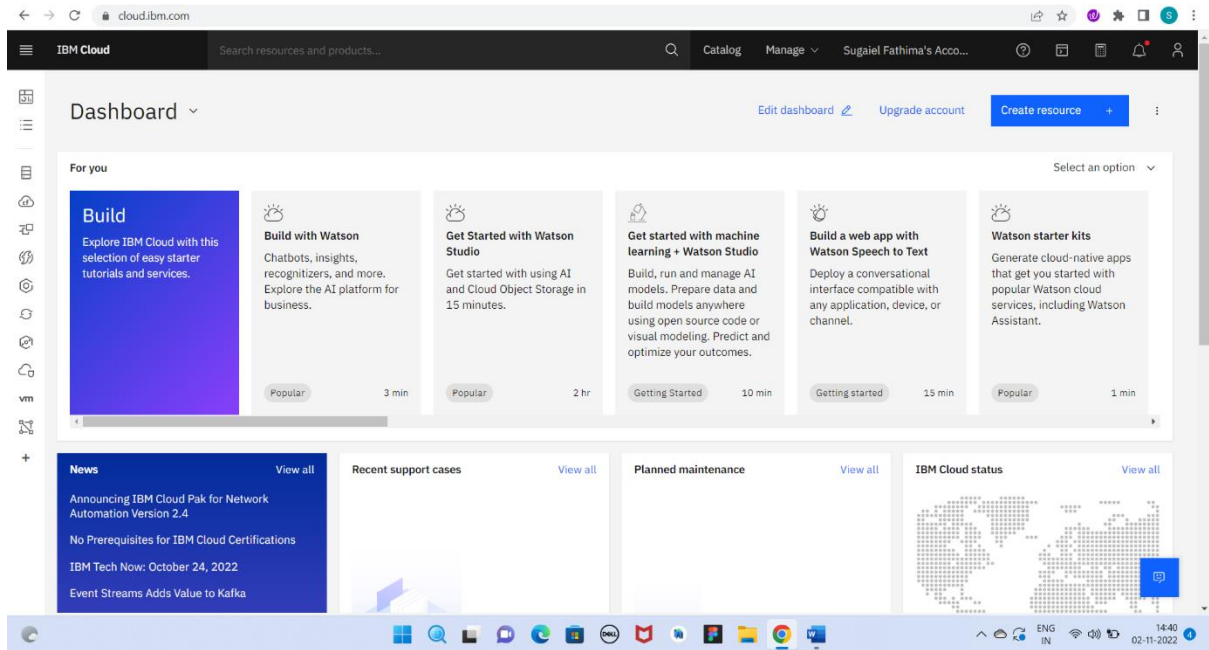 cloud.ibm.com
S
IBM Cloud
Search resources and products...
Catalog
Manage
Sugaiel Fathima's Acco...
Dashboard
Edit dashboard
Upgrade account
Create resource +
For you
Select an option
Build
Explore IBM Cloud with this
selection of easy starter
tutorials and services.
Build with Watson
Chatbots, insights,
recognitizers, and more.
Explore the AI platform for
business.
Popular
3 min
Get Started with Watson
Studio
Get started with using AI
and Cloud Object Storage in
15 minutes.
Popular
2 hr
Get started with machine
learning + Watson Studio
Build, run and manage AI
models. Prepare data and
build models anywhere
using open source code or
visual modeling. Predict and
optimize your outcomes.
Getting Started
10 min
Build a web app with
Watson Speech to Text
Deploy a conversational
interface compatible with
any application, device, or
channel.
Getting started
15 min
Watson starter kits
Generate cloud-native apps
that get you started with
popular Watson cloud
services, including Watson
Assistant.
Popular
1 min
vm
News
View all
Announcing IBM Cloud Pak for Network
Automation Version 2.4
No Prerequisites for IBM Cloud Certifications
IBM Tech Now: October 24, 2022
Event Streams Adds Value to Kafka
Recent support cases
View all
Planned maintenance
View all
IBM Cloud status
View all
DELL
ENG
IN
14:40
02-11-2022
4